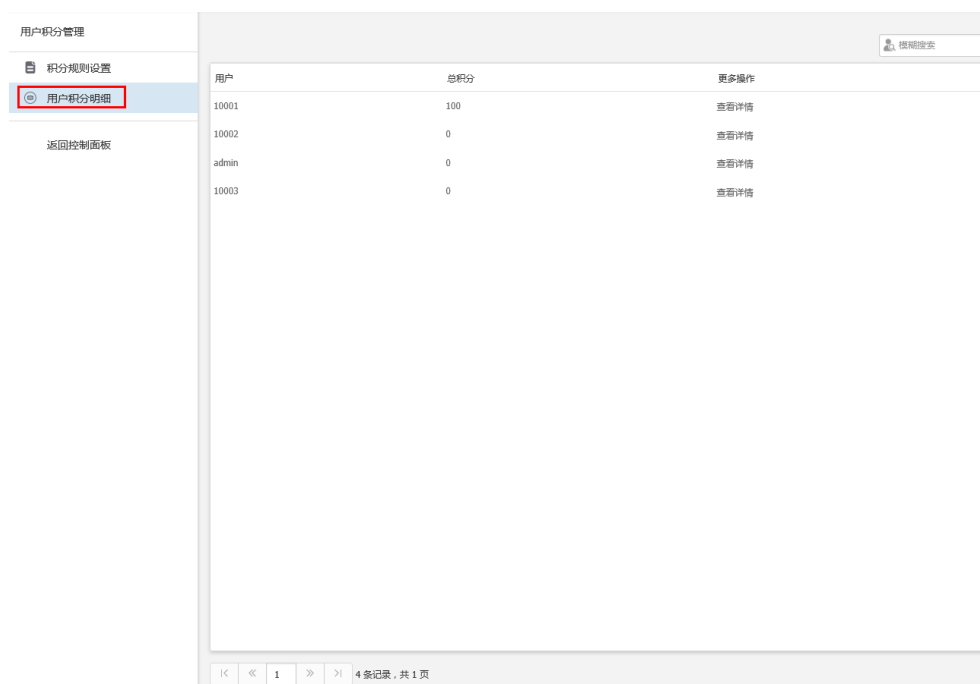 用户积分管理
模糊搜索
积分规则设置
用户积分明细
返回控制面板
用户 总积分 更多操作
10001 100 查看详情
10002 0 查看详情
admin 0 查看详情
10003 0 查看详情
1 4 条记录，共 1 页